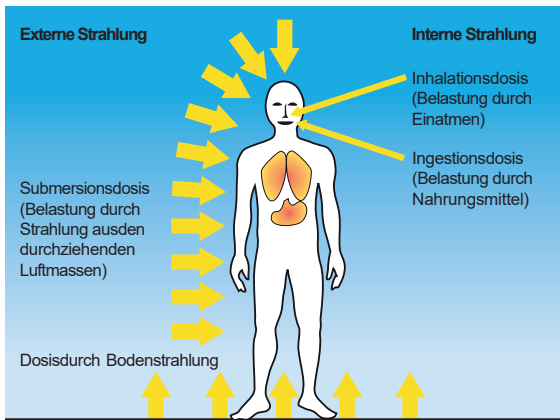 Externe Strahlung
Interne Strahlung
Inhalationsdosis
(Belastung durch
Einatmen)
Ingestionsdosis
(Belastung durch
Nahrungsmittel)
Submersionsdosis
(Belastung durch
Strahlung ausden
durchziehenden
Luftmassen)
Dosisdurch Bodenstrahlung